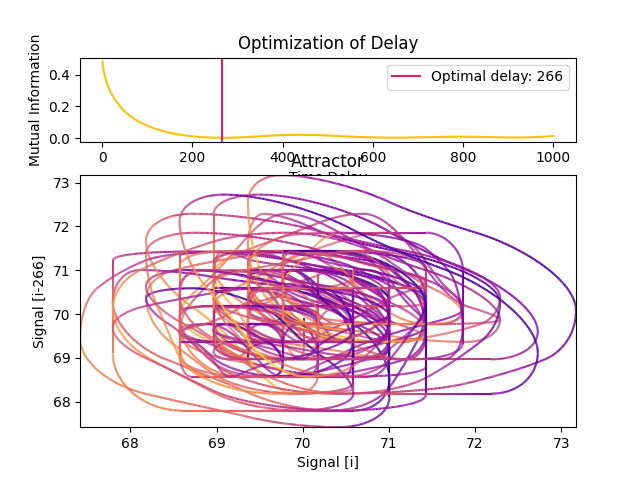 Optimization of Delay
Mutual Information
0.4
0.2
0.0
Optimal delay: 266
0 200 400 600 800 1000
Time Delay
Attractor
Signal [i-266]
73
72
71
70
69
68
68 69 70 71 72 73
Signal [i]